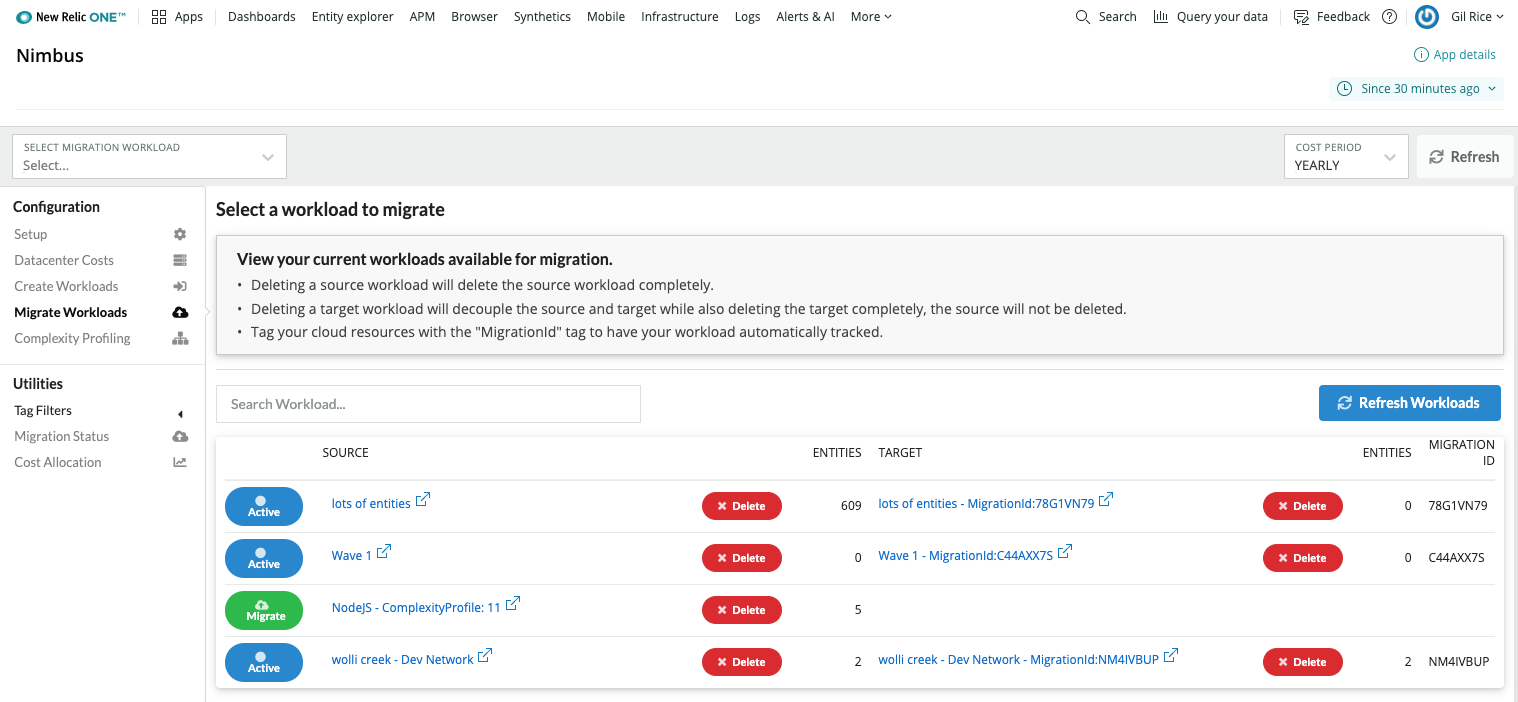 New Relic ONE™ Apps Dashboards Entity explorer APM Browser Synthetics Mobile Infrastructure Logs Alerts & AI More Search Query your data Feedback ? Gil Rice
Nimbus
App details
Since 30 minutes ago
SELECT MIGRATION WORKLOAD
Select...
COST PERIOD
YEARLY
Refresh
Configuration
Setup
Datacenter Costs
Create Workloads
Migrate Workloads
Complexity Profiling
Utilities
Tag Filters
Migration Status
Cost Allocation
Select a workload to migrate
View your current workloads available for migration.
• Deleting a source workload will delete the source workload completely.
• Deleting a target workload will decouple the source and target while also deleting the target completely, the source will not be deleted.
• Tag your cloud resources with the "MigrationId" tag to have your workload automatically tracked.
Search Workload...
Refresh Workloads
SOURCE ENTITIES TARGET ENTITIES MIGRATION ID
Active lots of entities Delete 609 lots of entities - MigrationId:78G1VN79 Delete 0 78G1VN79
Active Wave 1 Delete 0 Wave 1 - MigrationId:C44AXX7S Delete 0 C44AXX7S
Migrate NodeJS - ComplexityProfile: 11 Delete 5
Active wolli creek - Dev Network Delete 2 wolli creek - Dev Network - MigrationId:NM4IVBUP Delete 2 NM4IVBUP